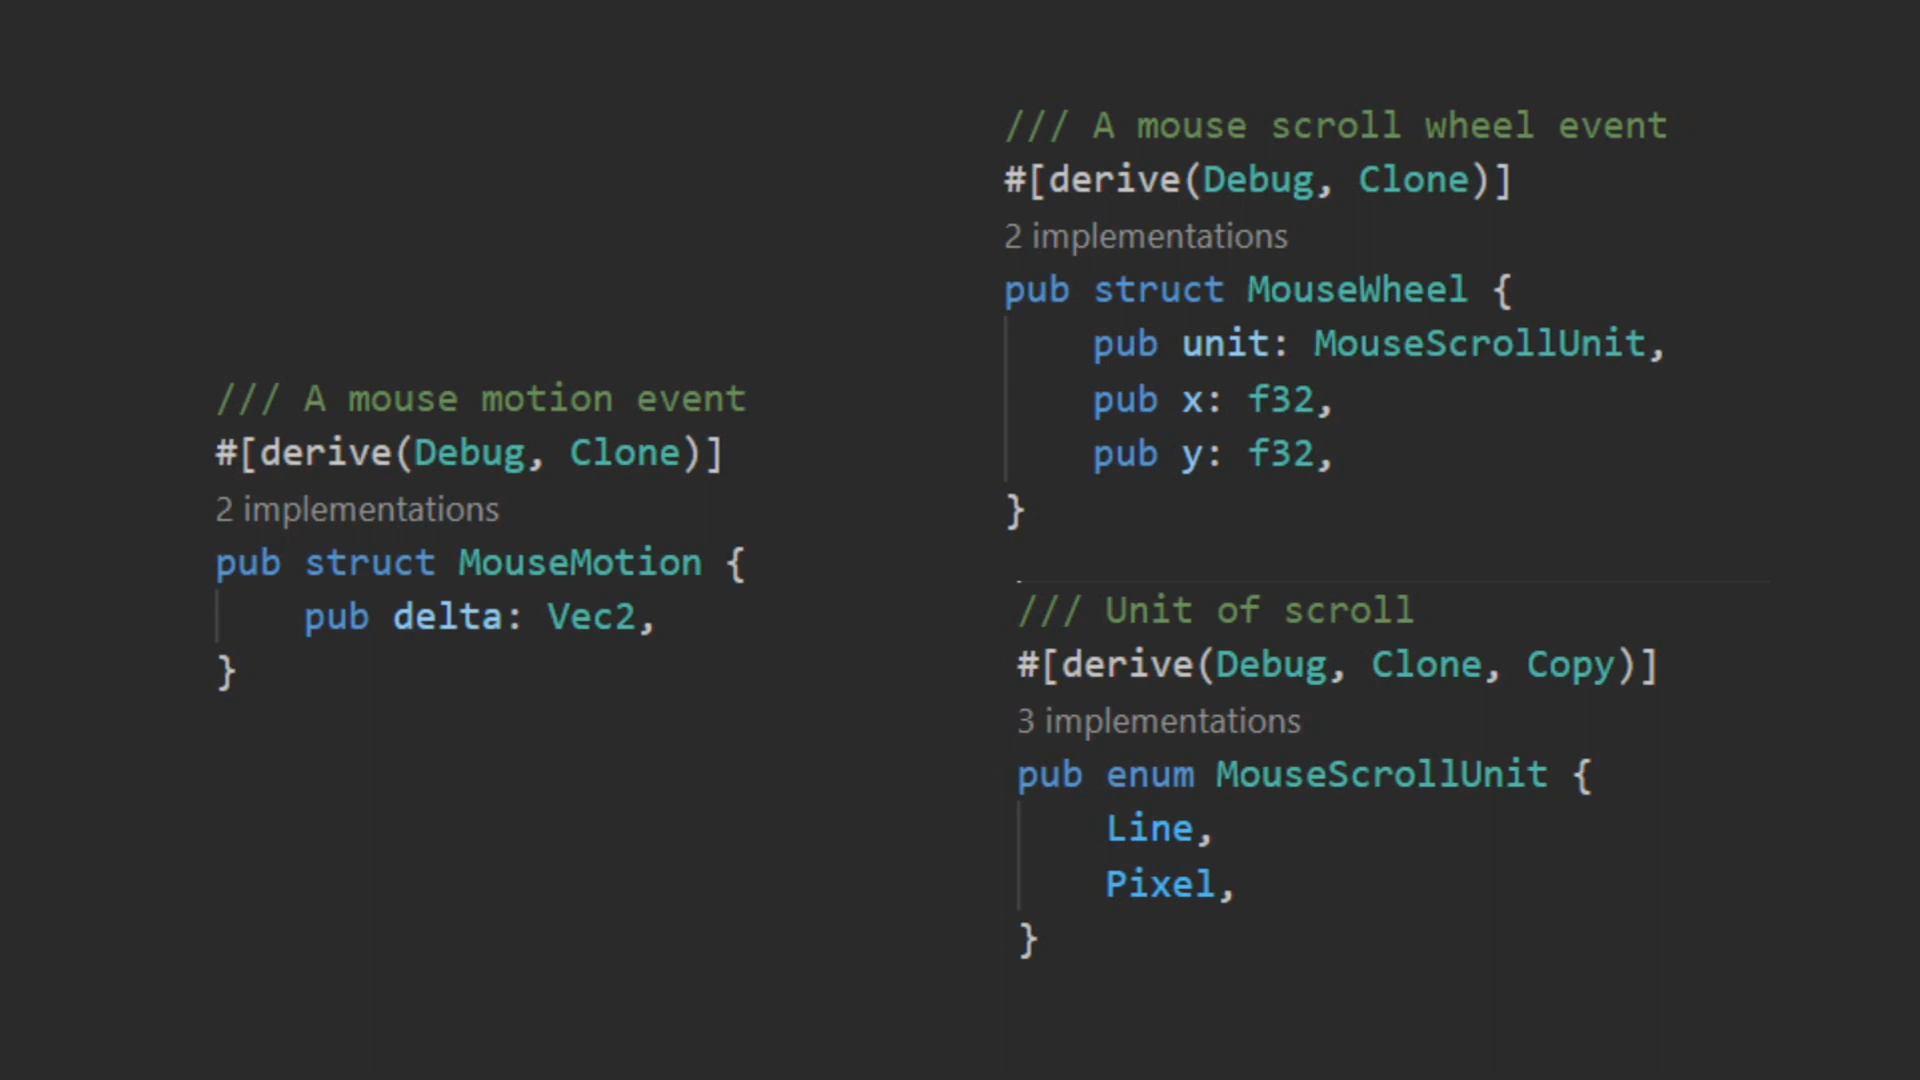 /// A mouse motion event
#[derive(Debug, Clone)]
2 implementations
pub struct MouseMotion {
    pub delta: Vec2,
}
/// A mouse scroll wheel event
#[derive(Debug, Clone)]
2 implementations
pub struct MouseWheel {
    pub unit: MouseScrollUnit,
    pub x: f32,
    pub y: f32,
}
/// Unit of scroll
#[derive(Debug, Clone, Copy)]
3 implementations
pub enum MouseScrollUnit {
    Line,
    Pixel,
}